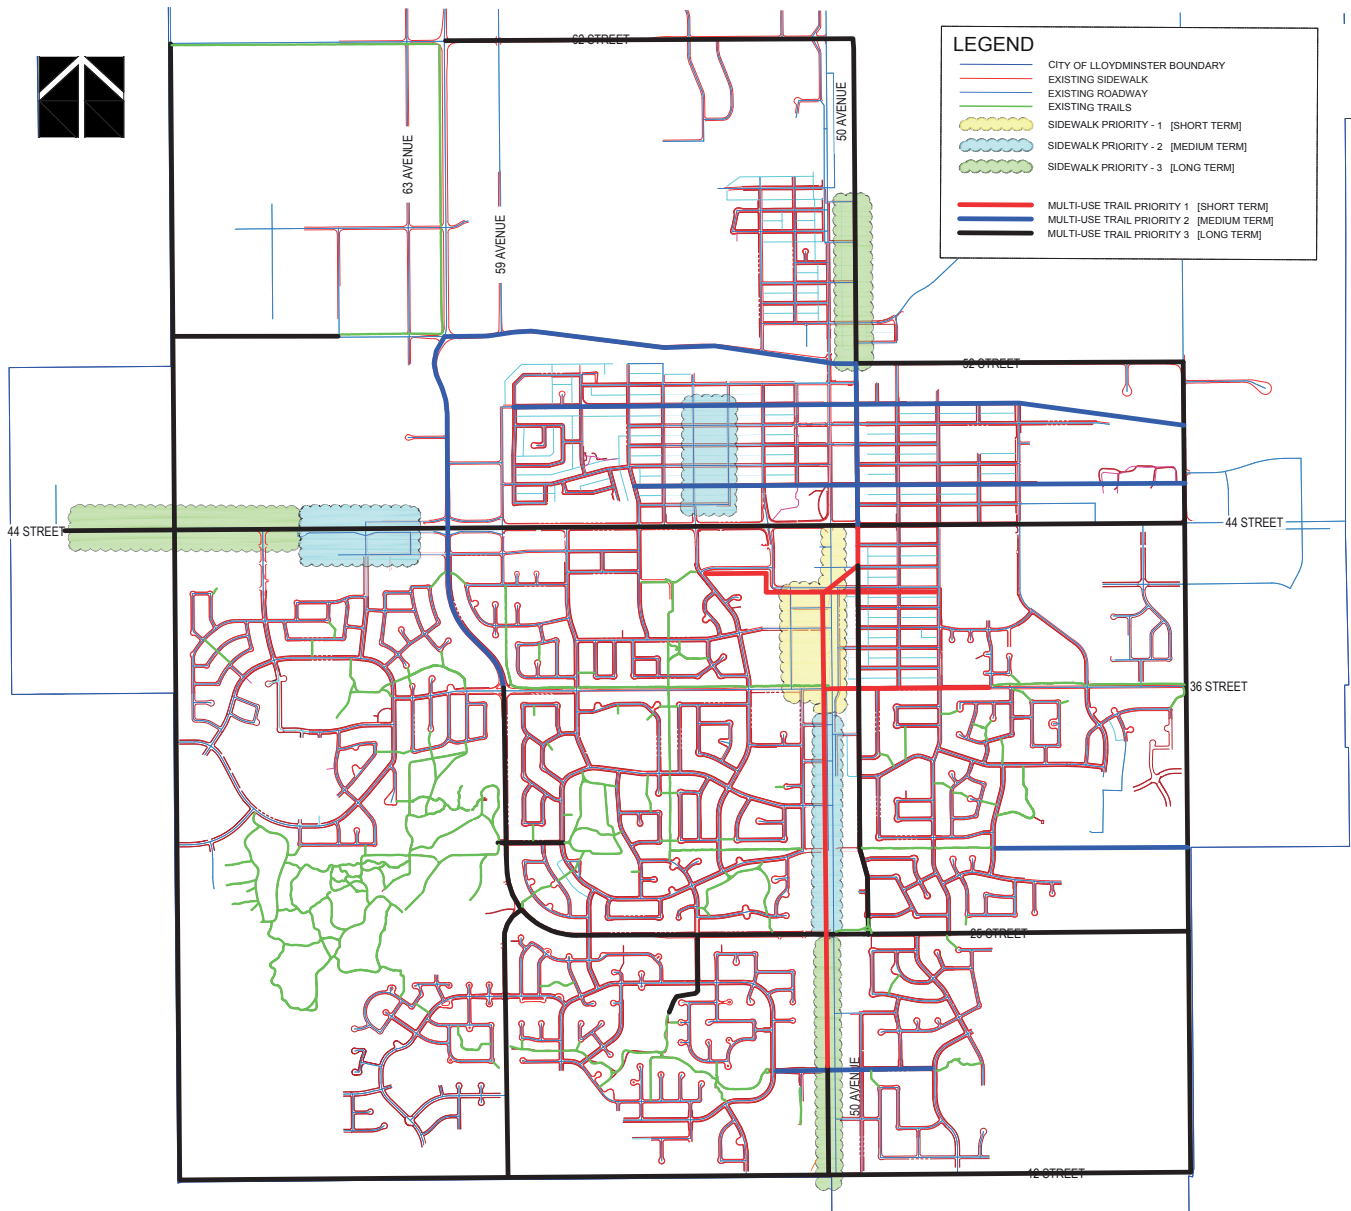 62 STREET
LEGEND
CITY OF LLOYDMINSTER BOUNDARY
EXISTING SIDEWALK
EXISTING ROADWAY
EXISTING TRAILS
SIDEWALK PRIORITY - 1 [SHORT TERM]
SIDEWALK PRIORITY - 2 [MEDIUM TERM]
SIDEWALK PRIORITY - 3 [LONG TERM]
MULTI-USE TRAIL PRIORITY 1 [SHORT TERM]
MULTI-USE TRAIL PRIORITY 2 [MEDIUM TERM]
MULTI-USE TRAIL PRIORITY 3 [LONG TERM]
50 AVENUE
63 AVENUE
59 AVENUE
52 STREET
44 STREET
44 STREET
36 STREET
25 STREET
50 AVENUE
12 STREET